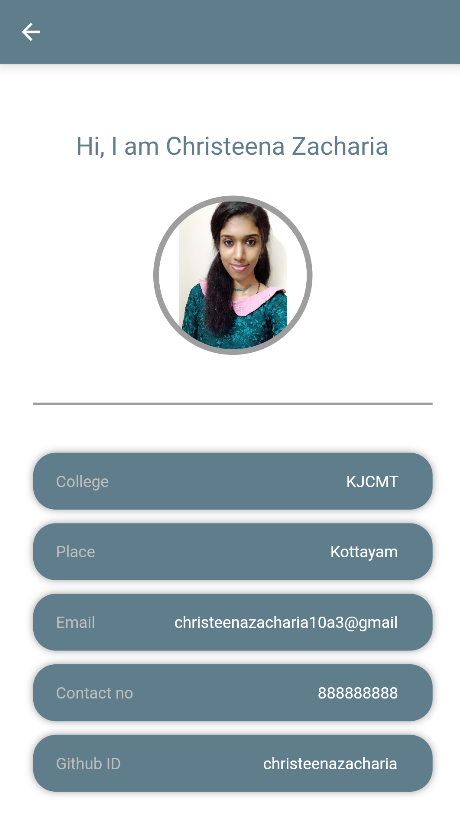 Hi, I am Christeena Zacharia
College KJCMT
Place Kottayam
Email christeenazacharia10a3@gmail
Contact no 888888888
Github ID christeenazacharia